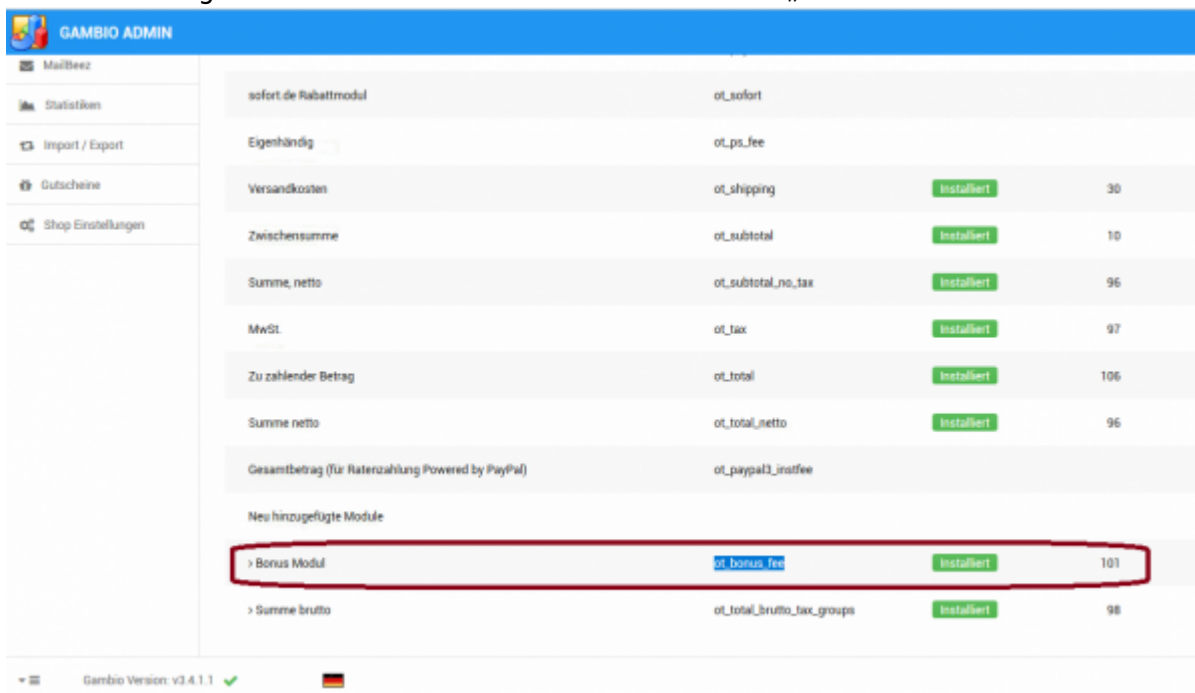 GAMBIO ADMIN
MailBeez
Statistiken
Import / Export
Gutscheine
Shop Einstellungen
sofort.de Rabattmodul ot_sofort
Eigenhändig ot_ps_fee
Versandkosten ot_shipping Installiert 30
Zwischensumme ot_subtotal Installiert 10
Summe, netto ot_subtotal_no_tax Installiert 96
MwSt. ot_tax Installiert 97
Zu zahlender Betrag ot_total Installiert 106
Summe netto ot_total_netto Installiert 96
Gesamtbetrag (für Ratenzahlung Powered by PayPal) ot_paypal3_instfee
Neu hinzugefügte Module
› Bonus Modul ot_bonus_fee Installiert 101
› Summe brutto ot_total_brutto_tax_groups Installiert 98
Gambio Version: v3.4.1.1